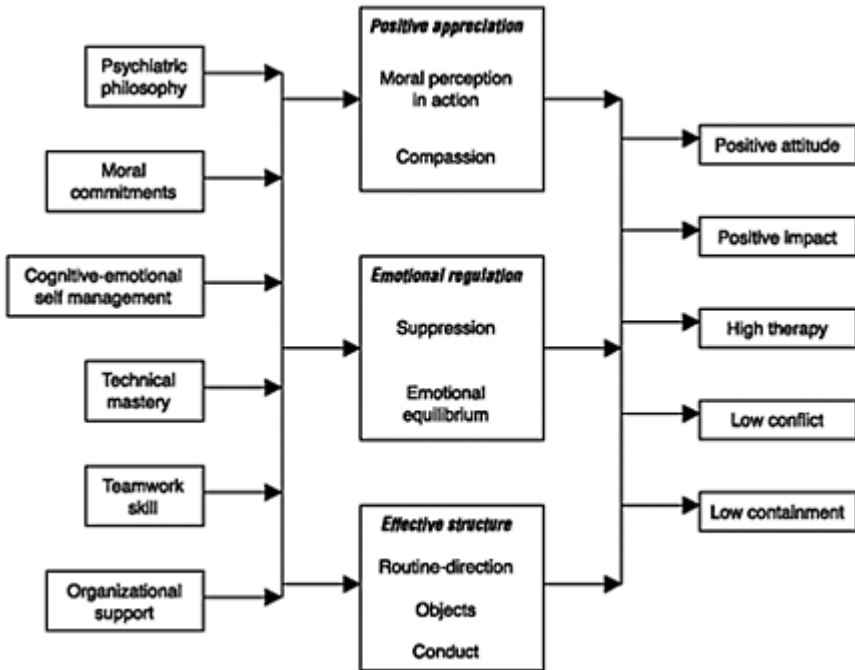 Psychiatric
philosophy
Moral
commitments
Cognitive-emotional
self management
Technical
mastery
Teamwork
skill
Organizational
support
Positive appreciation
Moral perception
in action
Compassion
Emotional regulation
Suppression
Emotional
equilibrium
Effective structure
Routine-direction
Objects
Conduct
Positive attitude
Positive impact
High therapy
Low conflict
Low containment